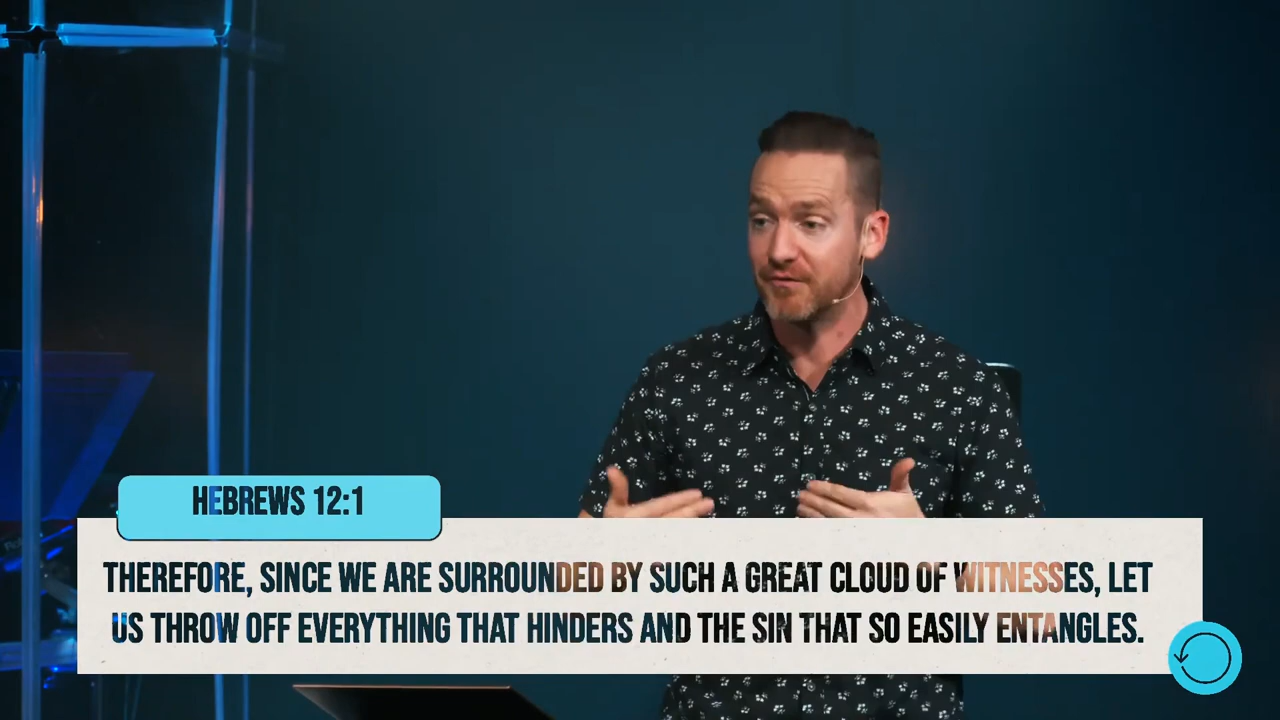 HEBREWS 12:1
THEREFORE, SINCE WE ARE SURROUNDED BY SUCH A GREAT CLOUD OF WITNESSES, LET
US THROW OFF EVERYTHING THAT HINDERS AND THE SIN THAT SO EASILY ENTANGLES.